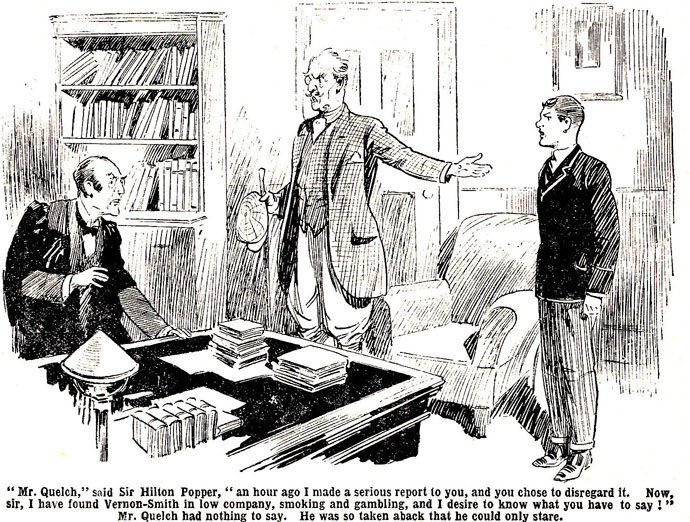 "Mr. Quelch," said Sir Hilton Popper, "an hour ago I made a serious report to you, and you chose to disregard it. Now,
sir, I have found Vernon-Smith in low company, smoking and gambling, and I desire to know what you have to say!"
Mr. Quelch had nothing to say. He was so taken aback that he could only stare.